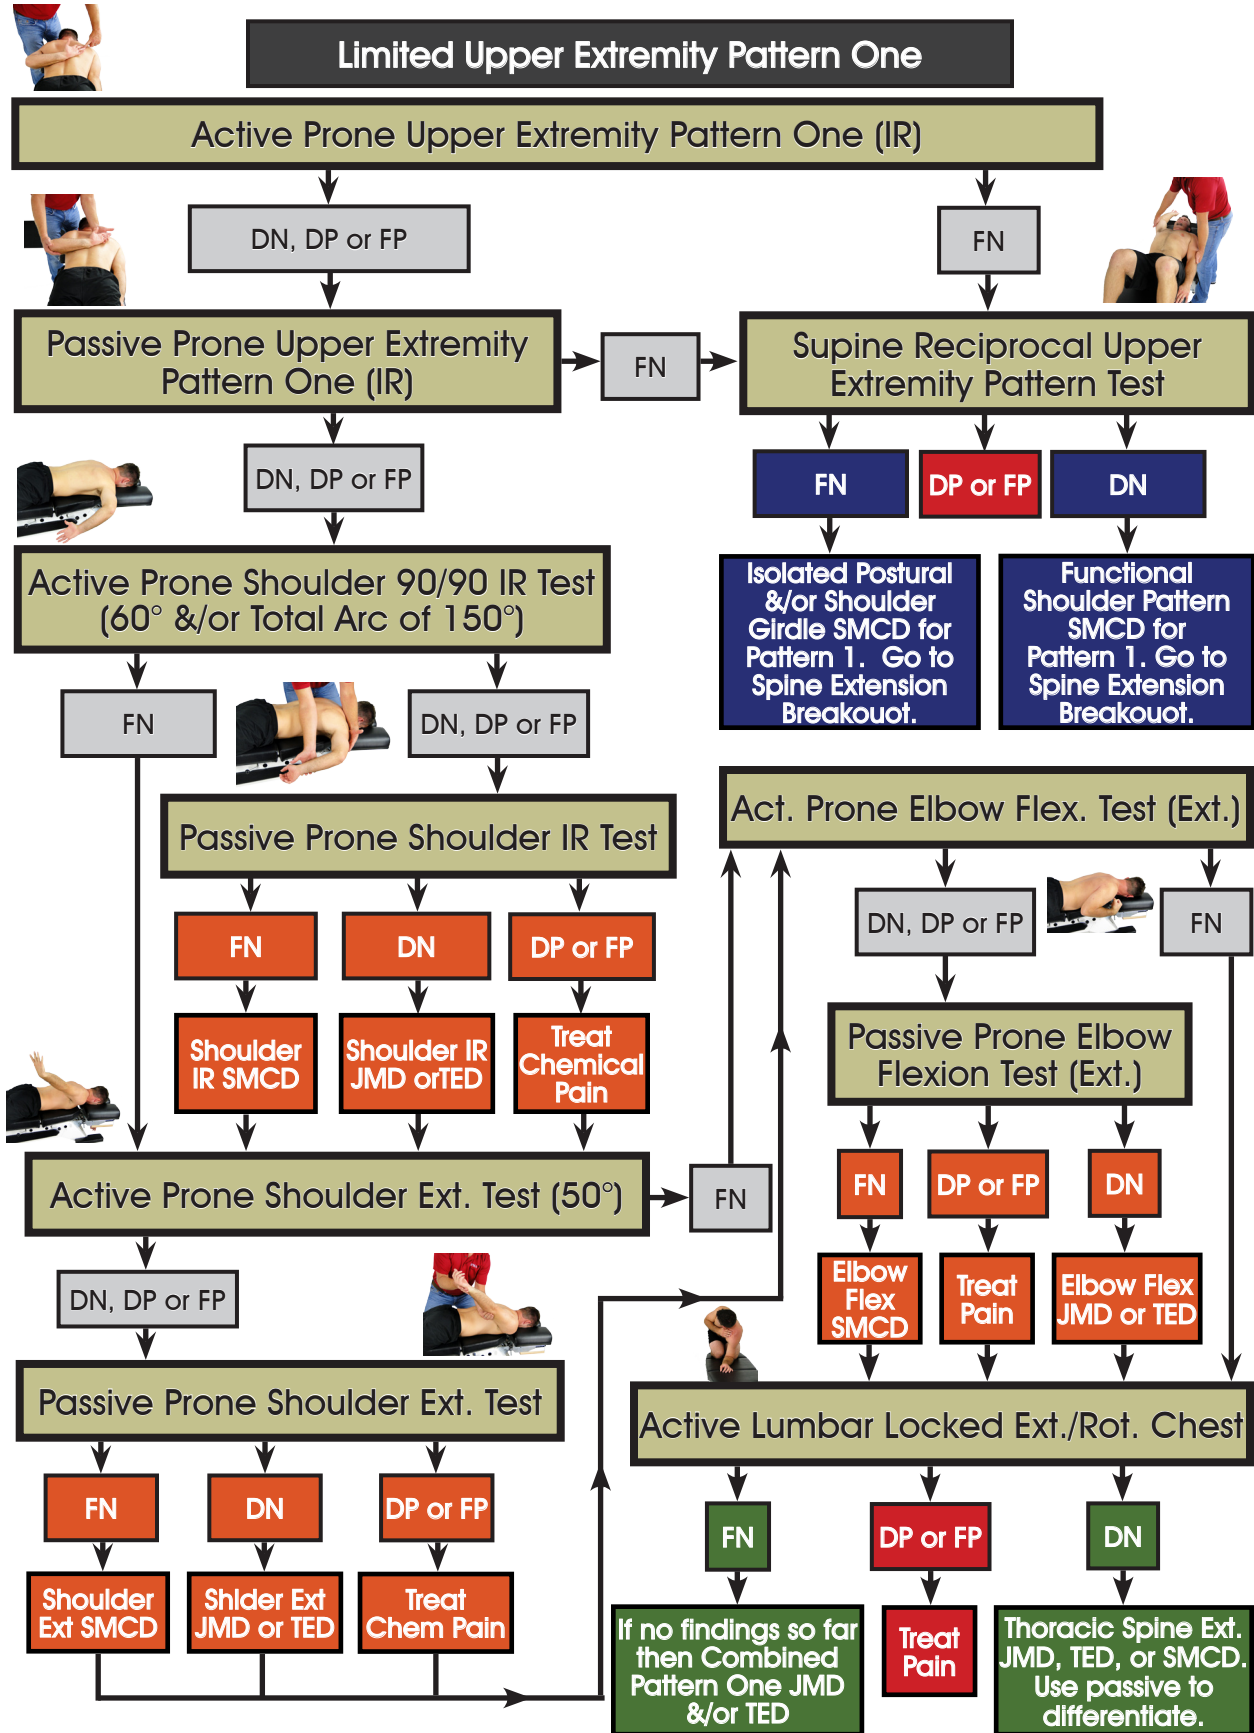 Limited Upper Extremity Pattern One
Active Prone Upper Extremity Pattern One (IR)
DN, DP or FP
FN
Passive Prone Upper Extremity
Pattern One (IR)
FN
Supine Reciprocal Upper
Extremity Pattern Test
DN, DP or FP
FN
DP or FP
DN
Active Prone Shoulder 90/90 IR Test
(60° &/or Total Arc of 150°)
Isolated Postural
&/or Shoulder
Girdle SMCD for
Pattern 1.  Go to
Spine Extension
Breakouot.
Functional
Shoulder Pattern
SMCD for
Pattern 1. Go to
Spine Extension
Breakouot.
FN
DN, DP or FP
Passive Prone Shoulder IR Test
FN
DN
DP or FP
Shoulder
IR SMCD
Shoulder IR
JMD orTED
Treat
Chemical
Pain
Active Prone Shoulder Ext. Test (50°)
FN
DN, DP or FP
Passive Prone Shoulder Ext. Test
FN
DN
DP or FP
Shoulder
Ext SMCD
Shlder Ext
JMD or TED
Treat
Chem Pain
Act. Prone Elbow Flex. Test (Ext.)
DN, DP or FP
FN
Passive Prone Elbow
Flexion Test (Ext.)
FN
DP or FP
DN
Elbow
Flex
SMCD
Treat
Pain
Elbow Flex
JMD or TED
Active Lumbar Locked Ext./Rot. Chest
FN
DP or FP
DN
If no findings so far
then Combined
Pattern One JMD
&/or TED
Treat
Pain
Thoracic Spine Ext.
JMD, TED, or SMCD.
Use passive to
differentiate.